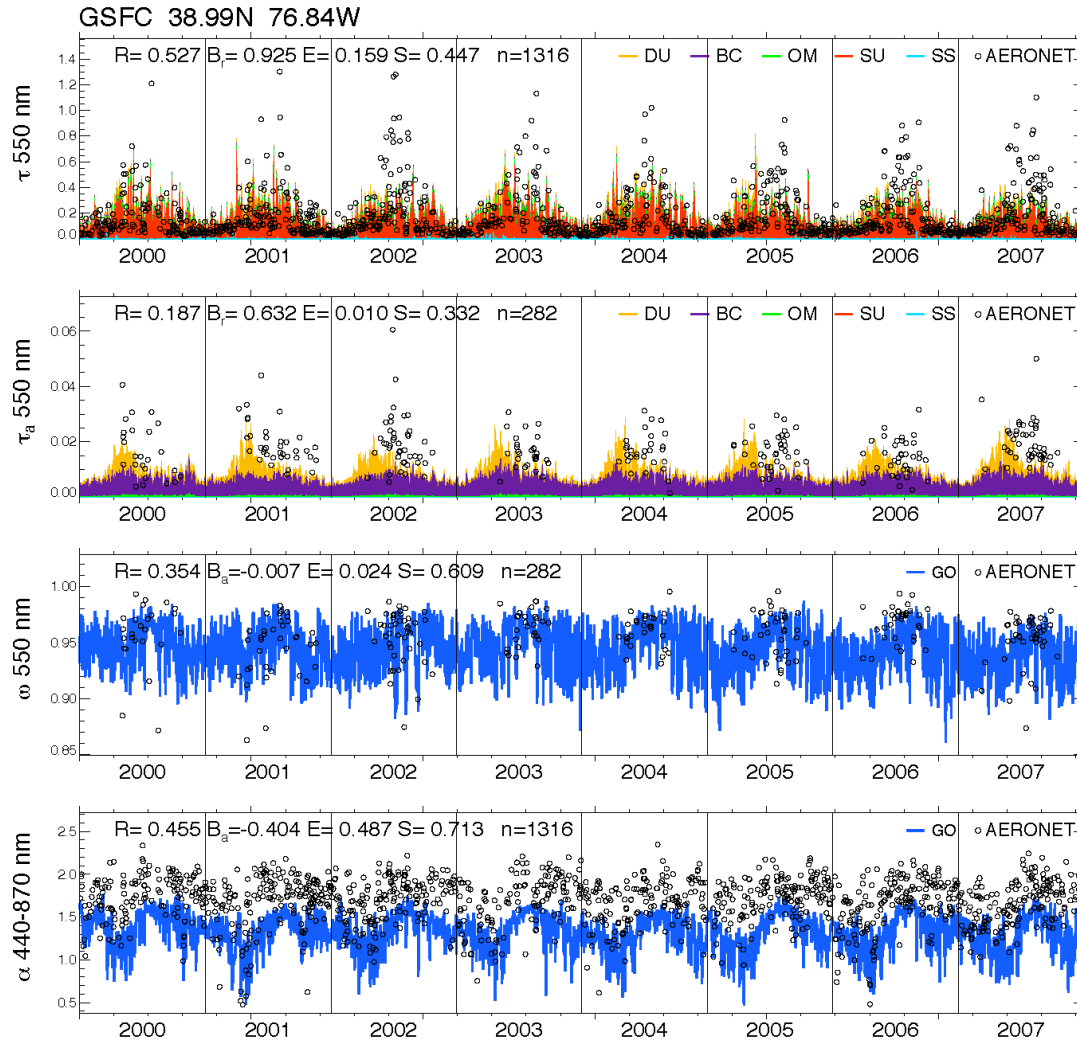 GSFC 38.99N 76.84W
R= 0.527 Br= 0.925 E= 0.159 S= 0.447 n=1316 DU BC OM SU SS AERONET
1.4
1.2
1.0
0.8
0.6
0.4
0.2
0.0
τ 550 nm
2000 2001 2002 2003 2004 2005 2006 2007
R= 0.187 Br= 0.632 E= 0.010 S= 0.332 n=282 DU BC OM SU SS AERONET
0.06
0.04
0.02
0.00
τa 550 nm
2000 2001 2002 2003 2004 2005 2006 2007
R= 0.354 Ba=-0.007 E= 0.024 S= 0.609 n=282 GO AERONET
1.00
0.95
0.90
0.85
ω 550 nm
2000 2001 2002 2003 2004 2005 2006 2007
R= 0.455 Ba=-0.404 E= 0.487 S= 0.713 n=1316 GO AERONET
2.5
2.0
1.5
1.0
0.5
α 440-870 nm
2000 2001 2002 2003 2004 2005 2006 2007